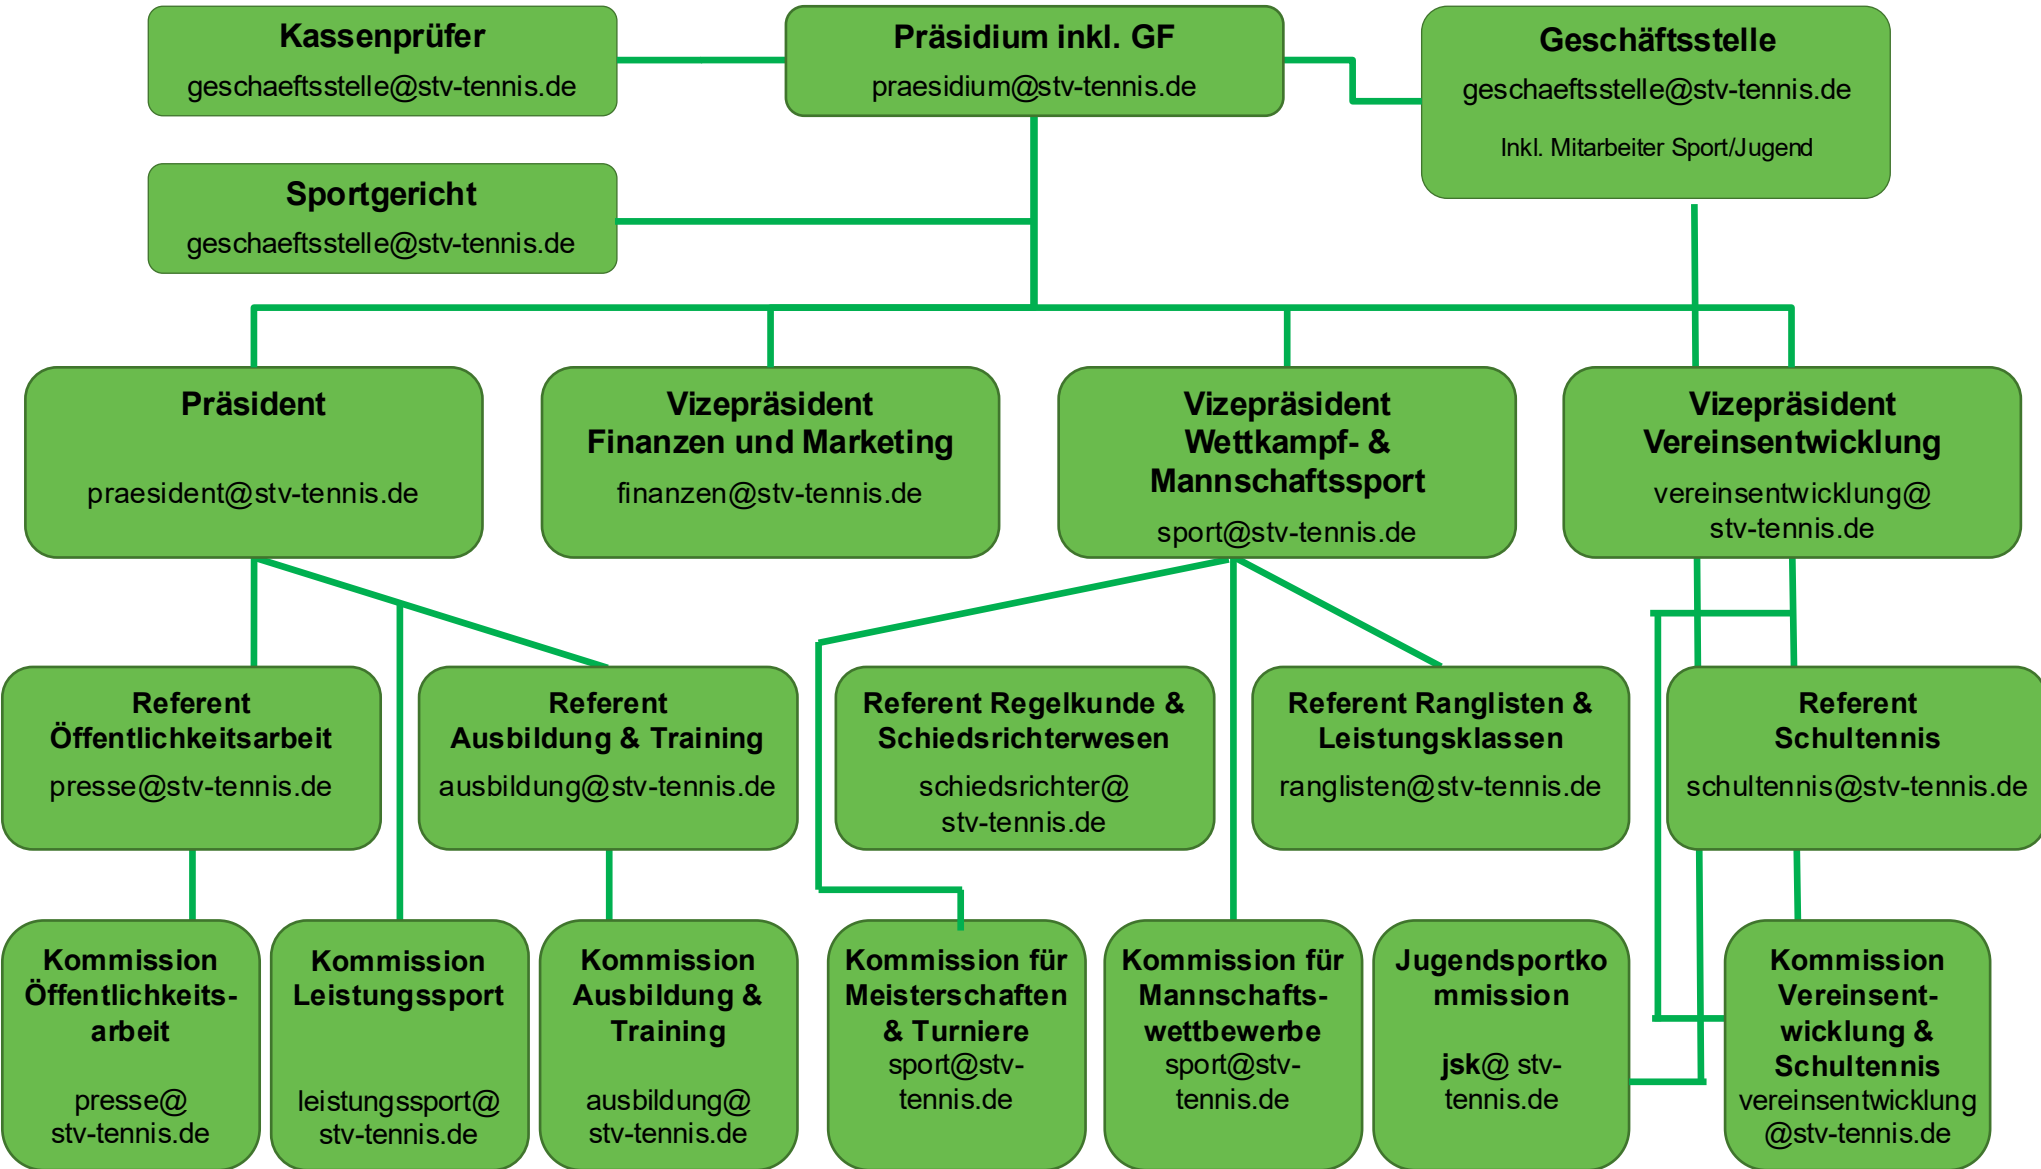 Kassenprüfer
geschaeftsstelle@stv-tennis.de
Präsidium inkl. GF
praesidium@stv-tennis.de
Geschäftsstelle
geschaeftsstelle@stv-tennis.de
Inkl. Mitarbeiter Sport/Jugend
Sportgericht
geschaeftsstelle@stv-tennis.de
Präsident
praesident@stv-tennis.de
Vizepräsident
Finanzen und Marketing
finanzen@stv-tennis.de
Vizepräsident
Wettkampf- &
Mannschaftssport
sport@stv-tennis.de
Vizepräsident
Vereinsentwicklung
vereinsentwicklung@
stv-tennis.de
Referent
Öffentlichkeitsarbeit
presse@stv-tennis.de
Referent
Ausbildung & Training
ausbildung@stv-tennis.de
Referent Regelkunde &
Schiedsrichterwesen
schiedsrichter@
stv-tennis.de
Referent Ranglisten &
Leistungsklassen
ranglisten@stv-tennis.de
Referent
Schultennis
schultennis@stv-tennis.de
Kommission
Öffentlichkeits-
arbeit
presse@
stv-tennis.de
Kommission
Leistungssport
leistungssport@
stv-tennis.de
Kommission
Ausbildung &
Training
ausbildung@
stv-tennis.de
Kommission für
Meisterschaften
& Turniere
sport@stv-
tennis.de
Kommission für
Mannschafts-
wettbewerbe
sport@stv-
tennis.de
Jugendsportko
mmission
jsk@ stv-
tennis.de
Kommission
Vereinsent-
wicklung &
Schultennis
vereinsentwicklung
@stv-tennis.de